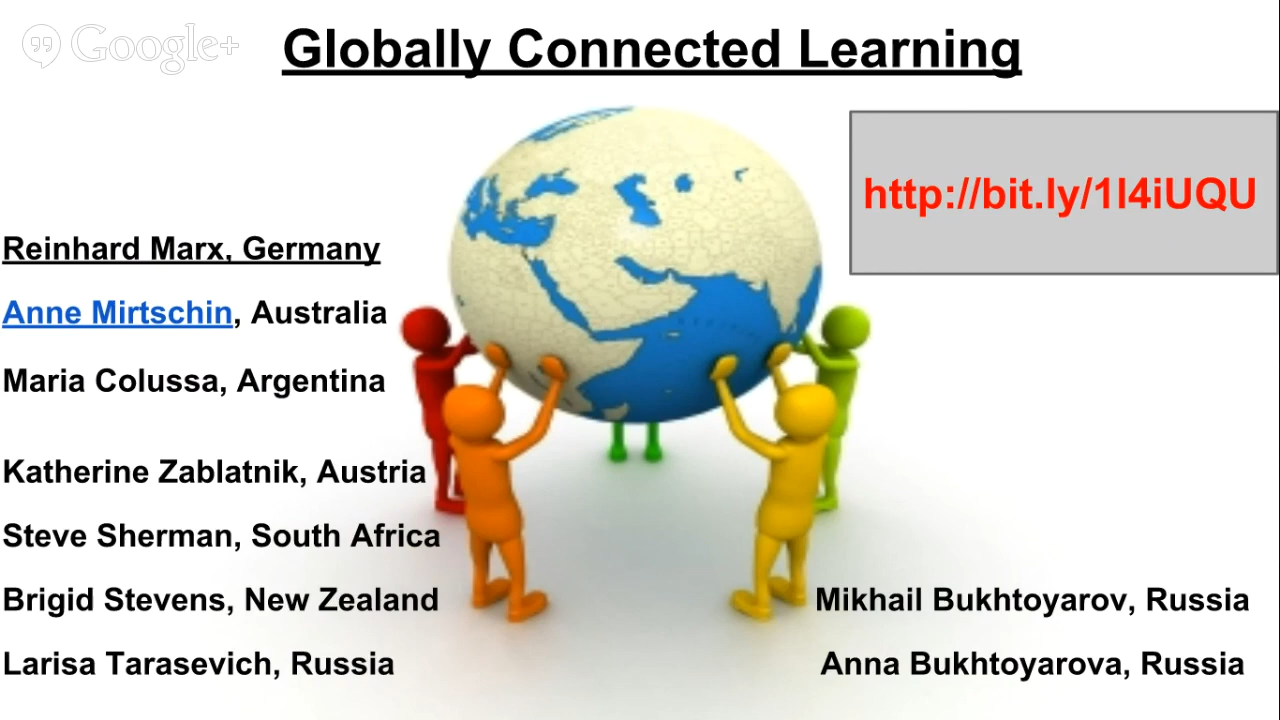 Google+
Globally Connected Learning
http://bit.ly/1l4iUQU
Reinhard Marx, Germany
Anne Mirtschin, Australia
Maria Colussa, Argentina
Katherine Zablatnik, Austria
Steve Sherman, South Africa
Brigid Stevens, New Zealand
Mikhail Bukhtoyarov, Russia
Larisa Tarasevich, Russia
Anna Bukhtoyarova, Russia